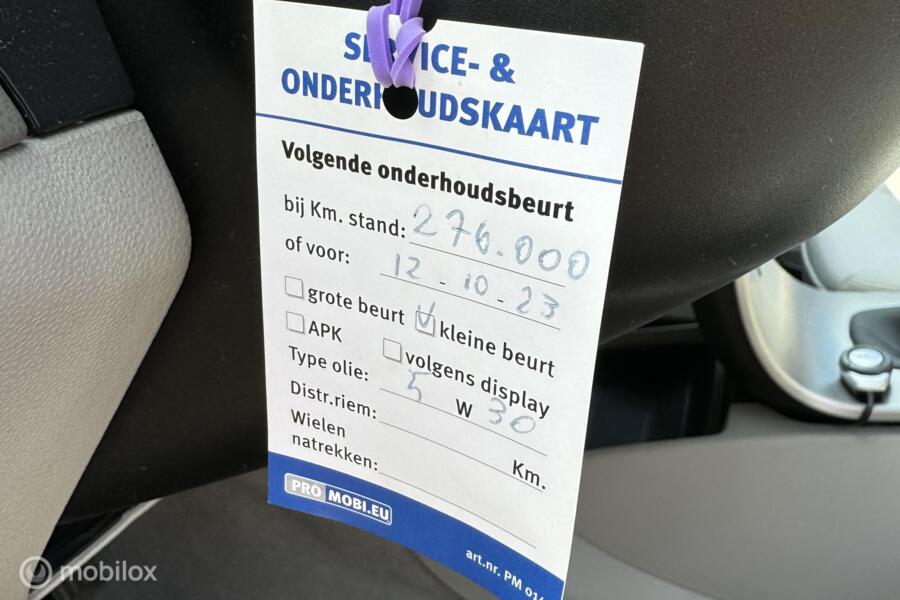 SERVICE- &
ONDERHOUDSKAART
Volgende onderhoudsbeurt
bij Km. stand: 276.000
of voor: 12 - 10 - 23
grote beurt V kleine beurt
APK volgens display
Type olie: 5 W 30
Distr.riem: Km.
Wielen
natrekken:
PRO MOBI.EU
art.nr. PM
mobilox